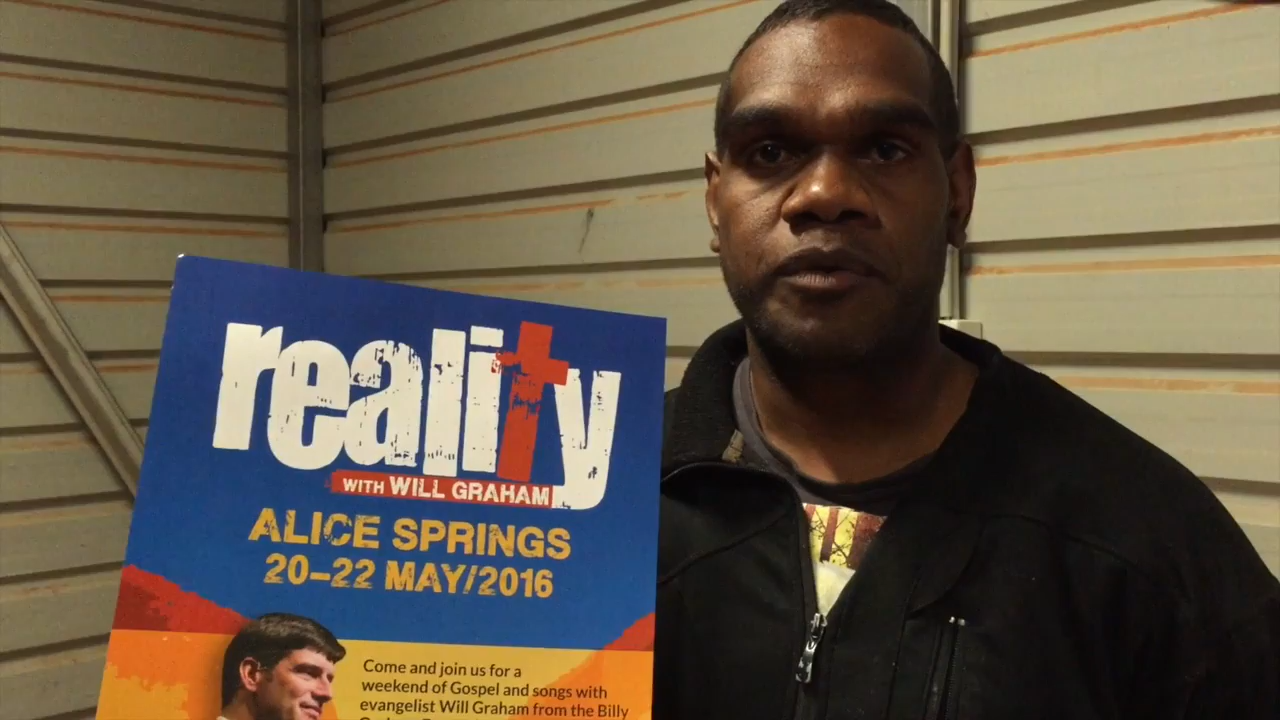 reality
WITH WILL GRAHAM
ALICE SPRINGS
20–22 MAY/2016
Come and join us for a
weekend of Gospel and songs with
evangelist Will Graham from the Billy